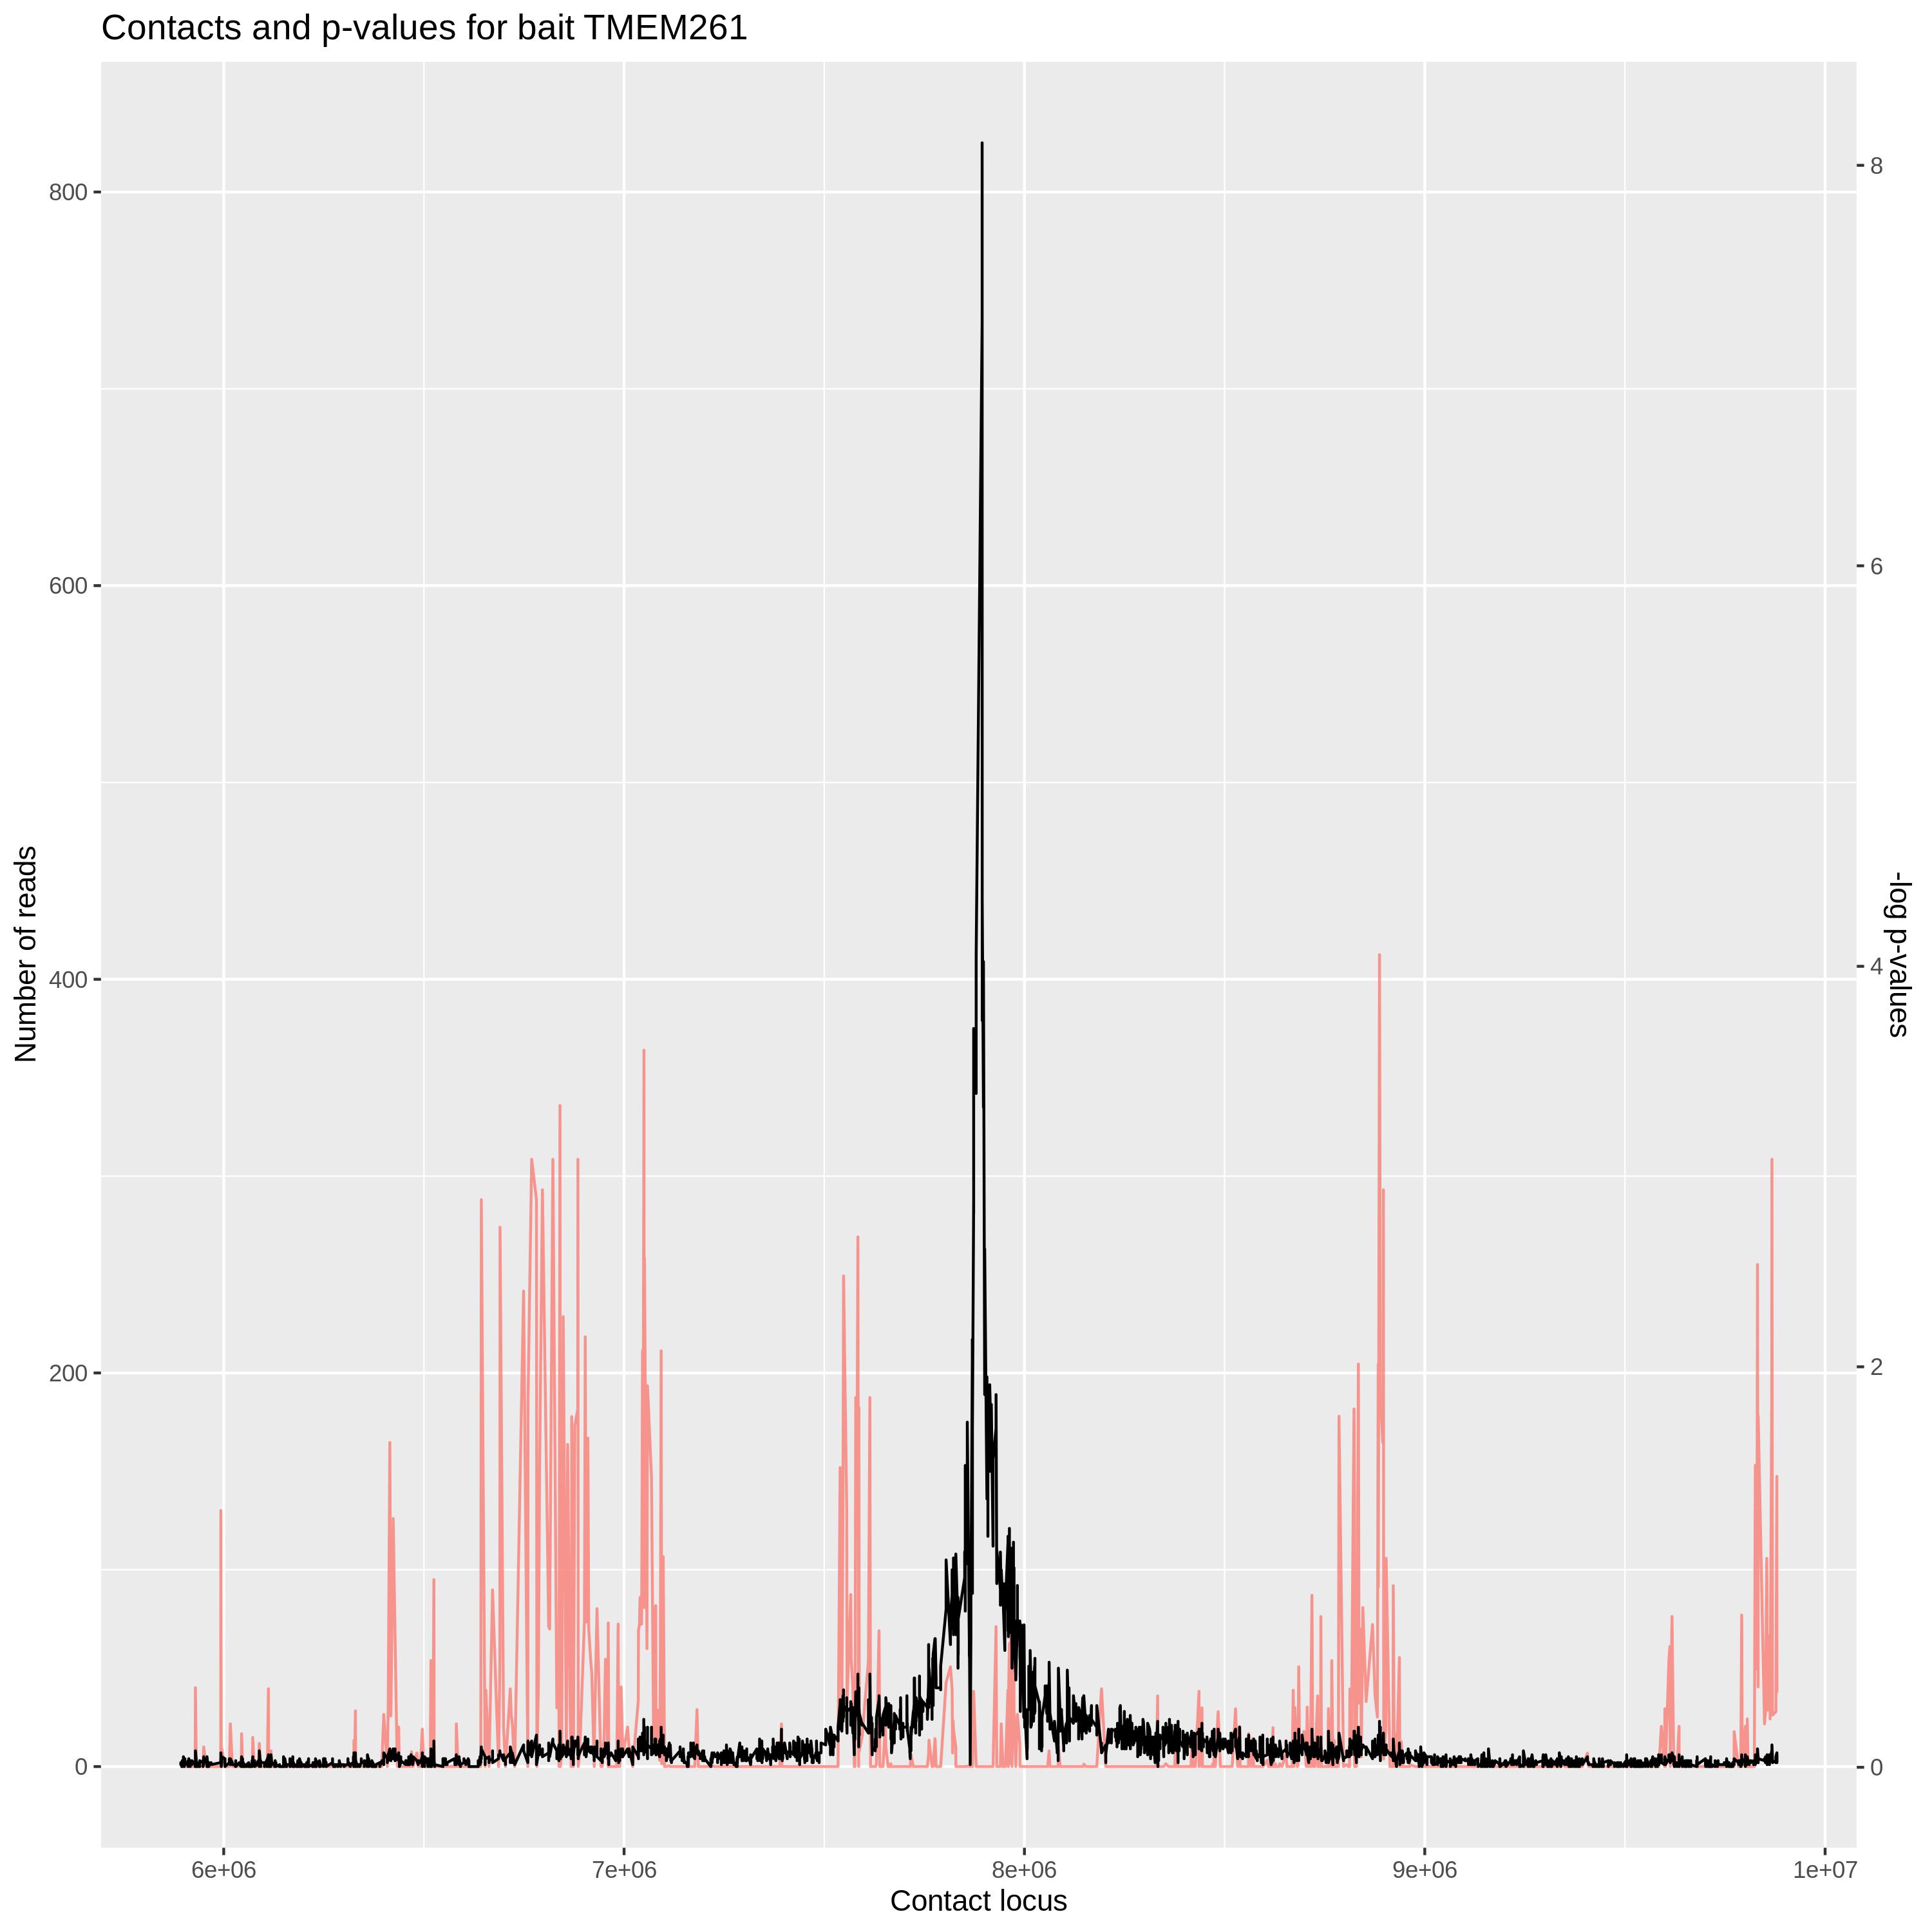 Contacts and p-values for bait TMEM261
800
600
400
200
0
Number of reads
8
6
4
2
0
-log p-values
6e+06
7e+06
8e+06
9e+06
1e+07
Contact locus